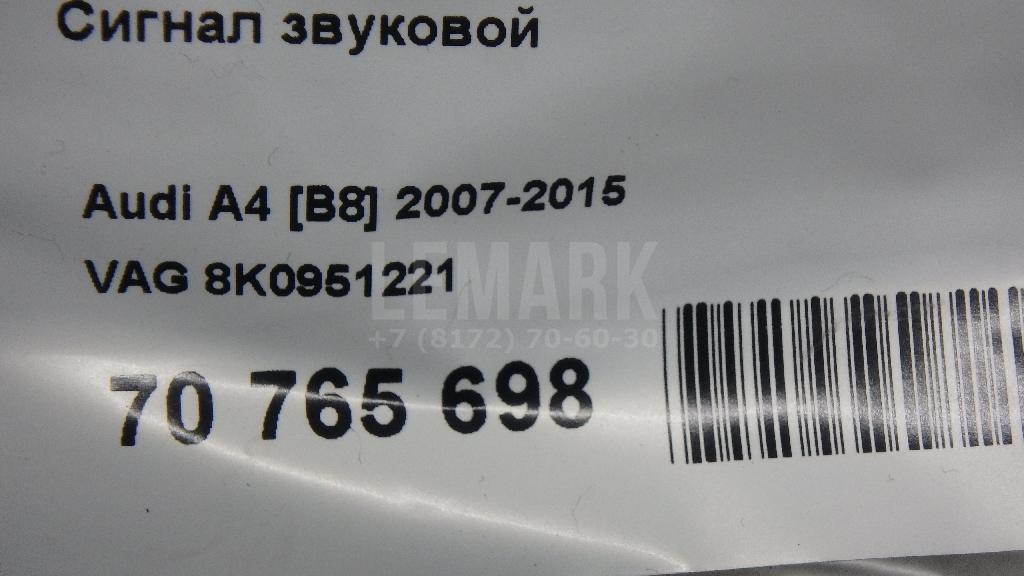 Сигнал звуковой
Audi A4 [B8] 2007-2015
VAG 8K0951221
LEMARK
+7 (8172) 70-60-30
70 765 698